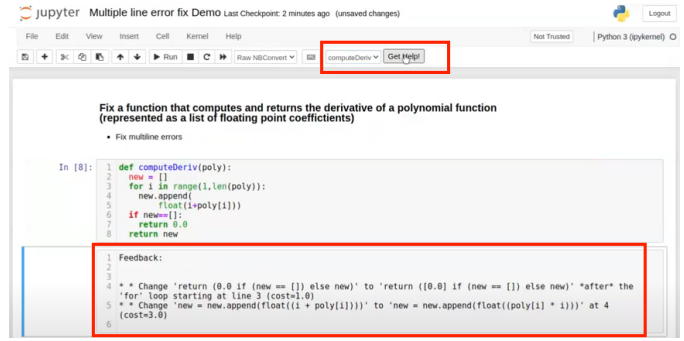 jupyter Multiple line error fix Demo Last Checkpoint: 2 minutes ago (unsaved changes) Logout
File Edit View Insert Cell Kernel Help Not Trusted Python 3 (ipykernel)
Run Raw NBConvert computeDeriv Get Help!
Fix a function that computes and returns the derivative of a polynomial function
(represented as a list of floating point coeffictients)
• Fix multiline errors
In [8]: 1 def computeDeriv(poly):
2 new = []
3 for i in range(1,len(poly)):
4 new.append(
5 float(i+poly[i]))
6 if new==[]:
7 return 0.0
8 return new
1 Feedback:
2
3
4 * * Change 'return (0.0 if (new == []) else new)' to 'return ([0.0] if (new == []) else new)' *after* the
'for' loop starting at line 3 (cost=1.0)
5 * * Change 'new = new.append(float((i + poly[i])))' to 'new = new.append(float((poly[i] * i)))' at 4
(cost=3.0)
6